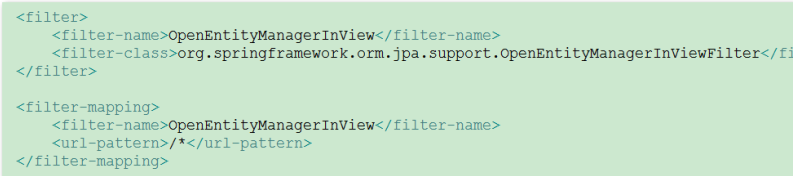 <filter>
    <filter-name>OpenEntityManagerInView</filter-name>
    <filter-class>org.springframework.orm.jpa.support.OpenEntityManagerInViewFilter</fi
</filter>

<filter-mapping>
    <filter-name>OpenEntityManagerInView</filter-name>
    <url-pattern>/*</url-pattern>
</filter-mapping>